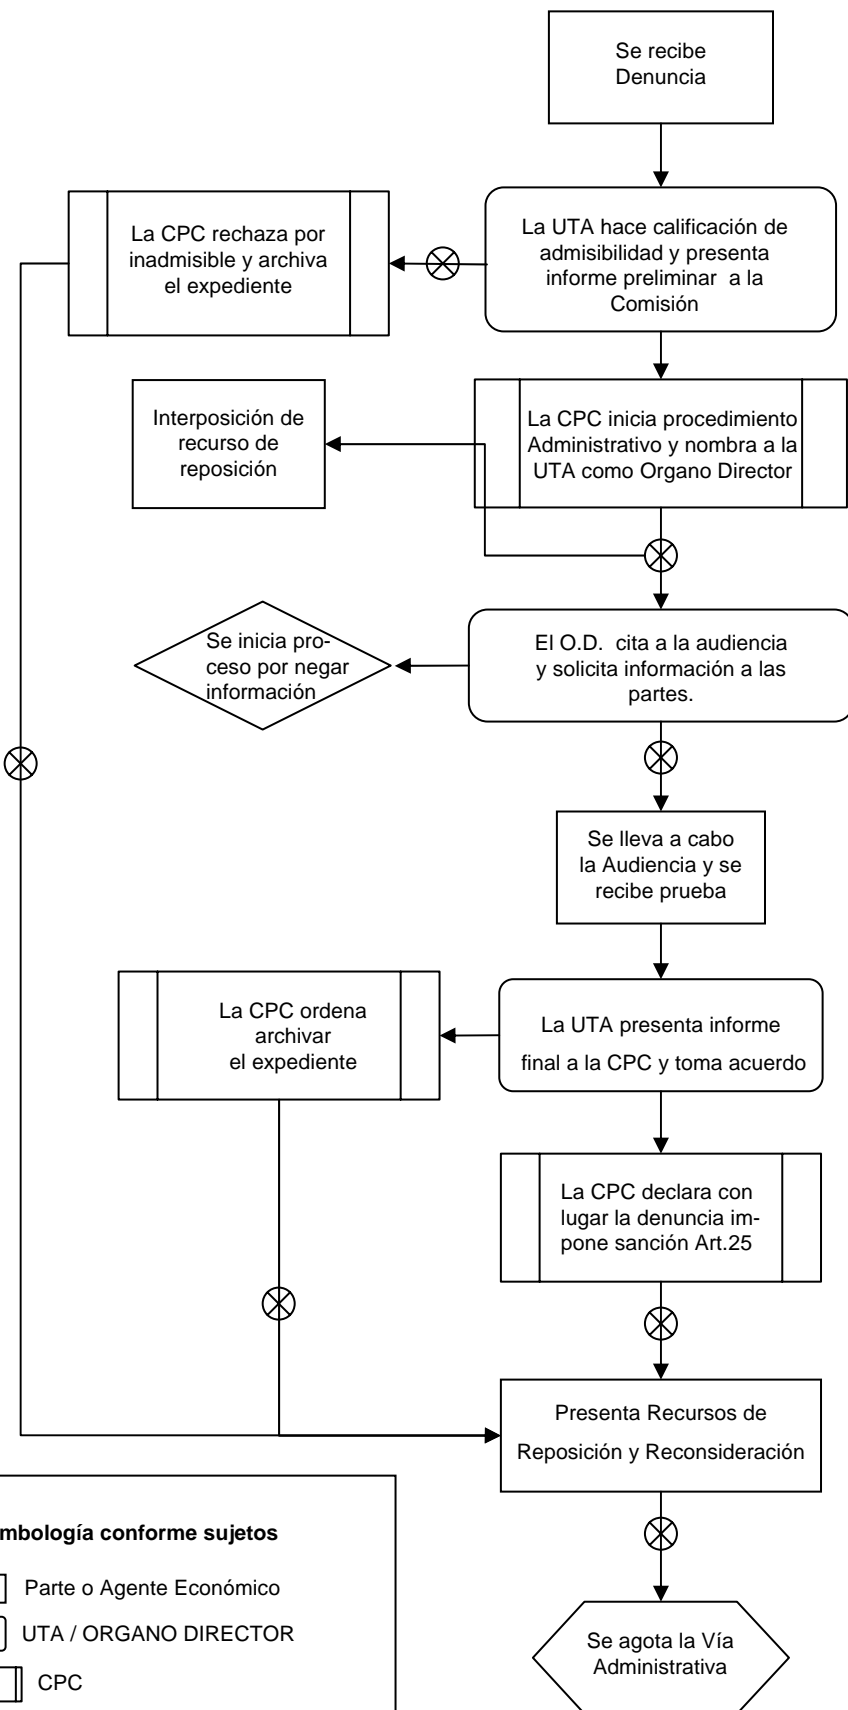 Se recibe
Denuncia
La UTA hace calificación de
admisibilidad y presenta
informe preliminar a la
Comisión
La CPC rechaza por
inadmisible y archiva
el expediente
Interposición de
recurso de
reposición
La CPC inicia procedimiento
Administrativo y nombra a la
UTA como Organo Director
Se inicia pro-
ceso por negar
información
El O.D. cita a la audiencia
y solicita información a las
partes.
Se lleva a cabo
la Audiencia y se
recibe prueba
La CPC ordena
archivar
el expediente
La UTA presenta informe
final a la CPC y toma acuerdo
La CPC declara con
lugar la denuncia im-
pone sanción Art.25
Presenta Recursos de
Reposición y Reconsideración
Se agota la Vía
Administrativa
mbología conforme sujetos
Parte o Agente Económico
UTA / ORGANO DIRECTOR
CPC